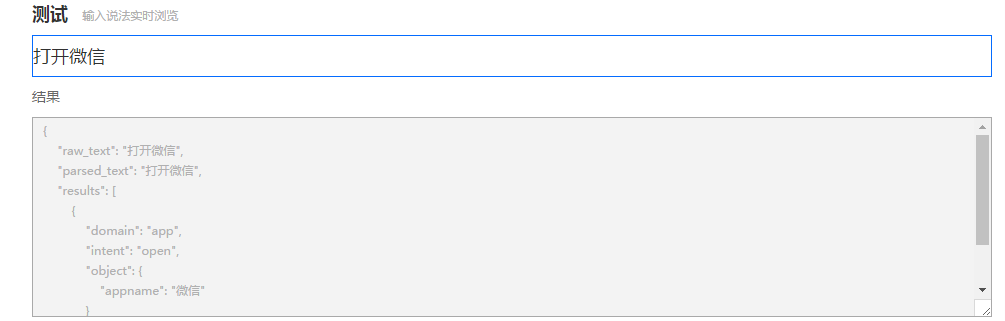 测试 输入说法实时浏览
打开微信
结果
{
"raw_text": "打开微信",
"parsed_text": "打开微信",
"results": [
{
"domain": "app",
"intent": "open",
"object": {
"appname": "微信"
}